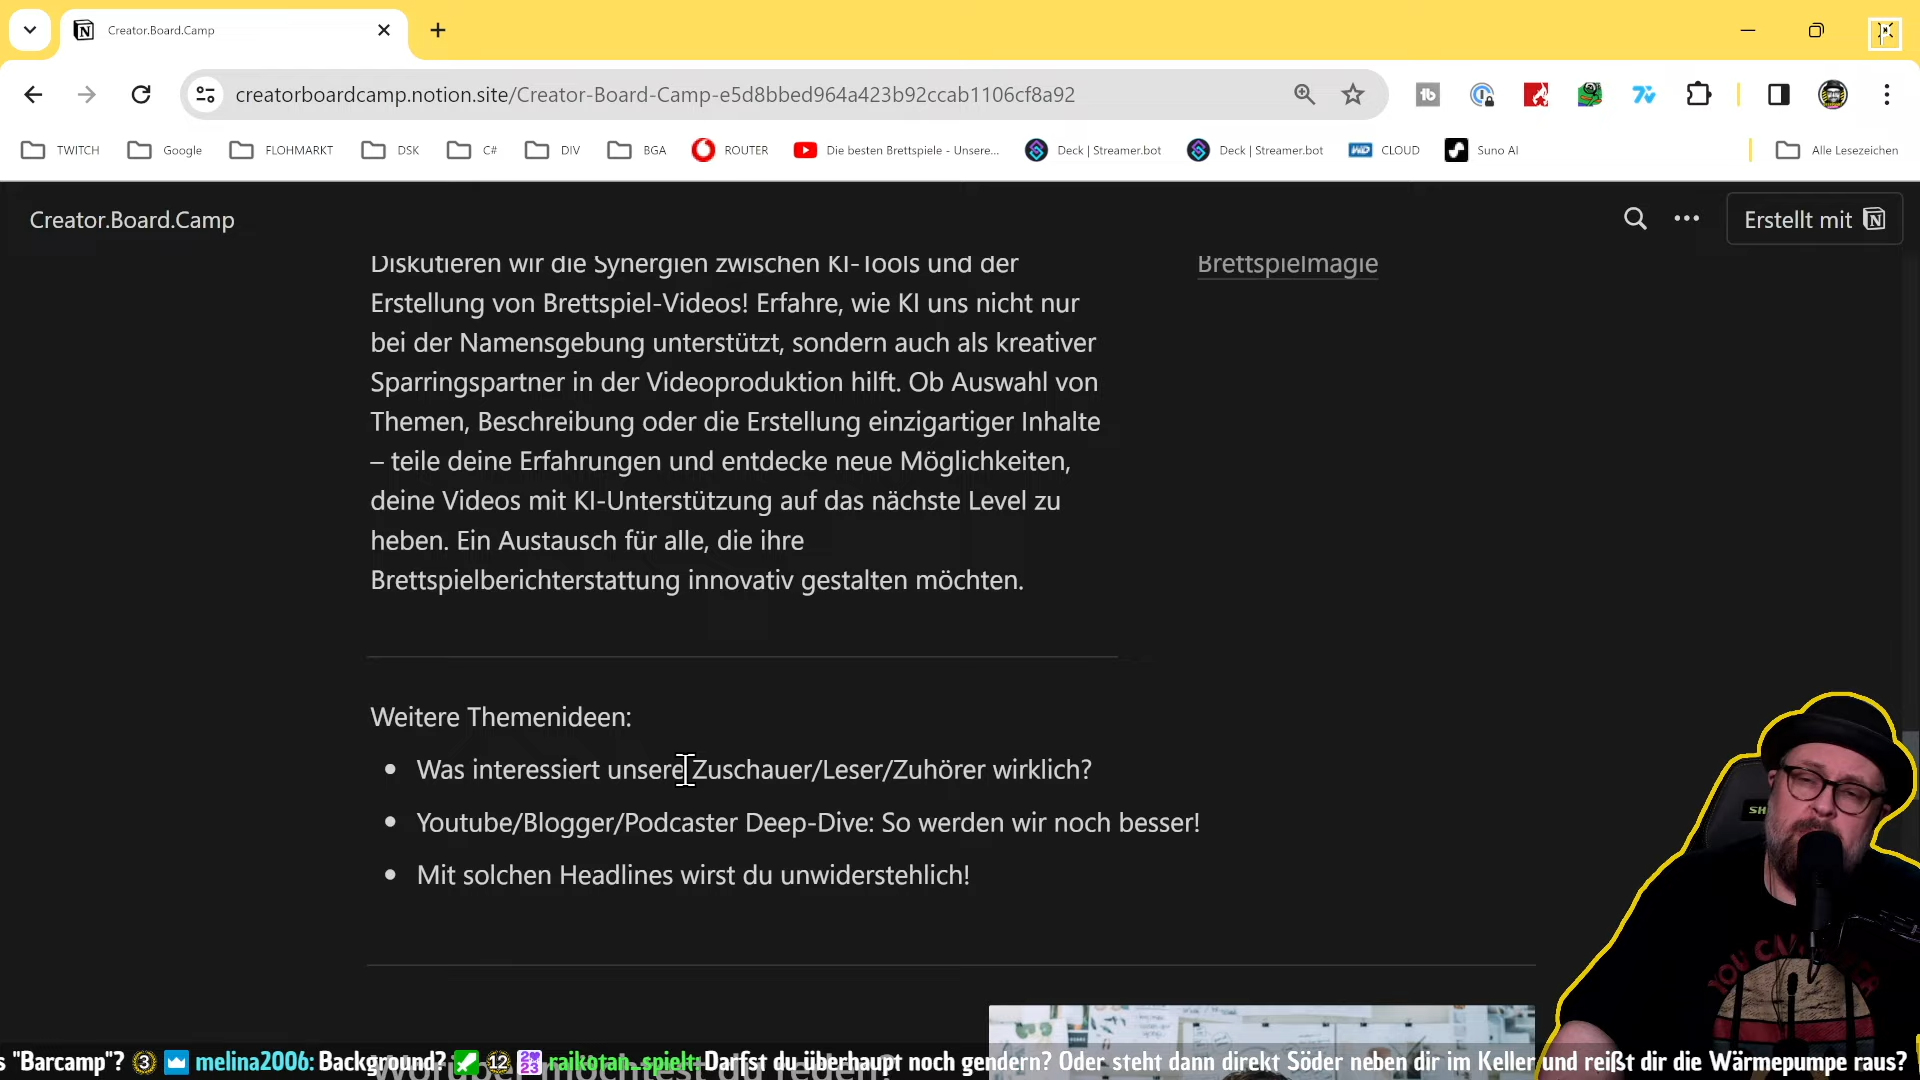 Creator.Board.Camp
creatorboardcamp.notion.site/Creator-Board-Camp-e5d8bbed964a423b92ccab1106cf8a92
TWITCH
Google
FLOHMARKT
DSK
C#
DIV
BGA
ROUTER
Die besten Brettspiele - Unsere...
Deck | Streamer.bot
Deck | Streamer.bot
CLOUD
Suno AI
Alle Lesezeichen
Creator.Board.Camp
Erstellt mit
Diskutieren wir die Synergien zwischen KI-Tools und der
Brettspielmagie
Erstellung von Brettspiel-Videos! Erfahre, wie KI uns nicht nur
bei der Namensgebung unterstützt, sondern auch als kreativer
Sparringspartner in der Videoproduktion hilft. Ob Auswahl von
Themen, Beschreibung oder die Erstellung einzigartiger Inhalte
– teile deine Erfahrungen und entdecke neue Möglichkeiten,
deine Videos mit KI-Unterstützung auf das nächste Level zu
heben. Ein Austausch für alle, die ihre
Brettspielberichterstattung innovativ gestalten möchten.
Weitere Themenideen:
• Was interessiert unsere Zuschauer/Leser/Zuhörer wirklich?
• Youtube/Blogger/Podcaster Deep-Dive: So werden wir noch besser!
• Mit solchen Headlines wirst du unwiderstehlich!
Worüber möchtest du reden?
s "Barcamp"? 3 melina2006: Background? 12 2023 raikotan_spielt: Darfst du überhaupt noch gendern? Oder steht dann direkt Söder neben dir im Keller und reißt dir die Wärmepumpe raus?
YOU CAN